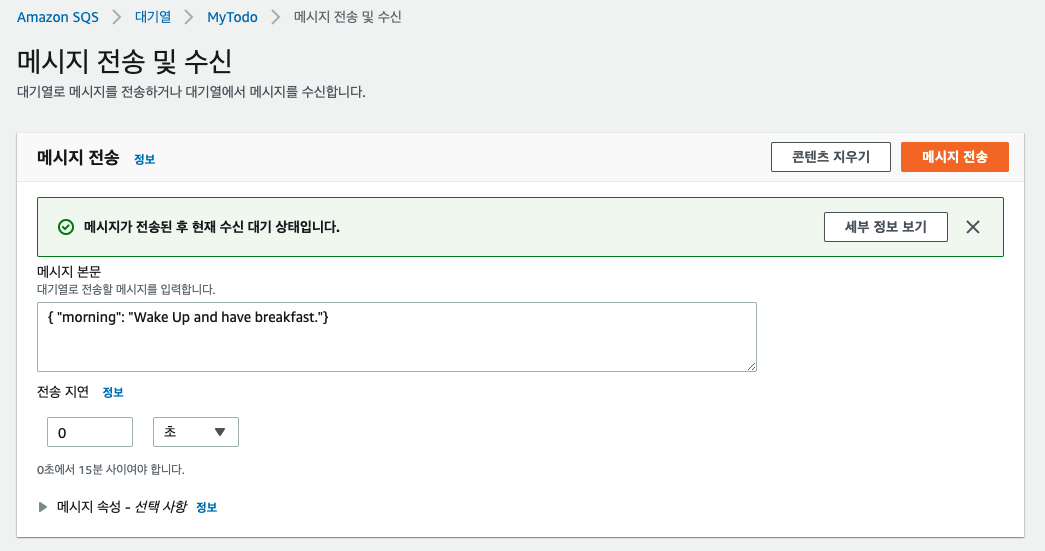 Amazon SQS > 대기열 > MyTodo > 메시지 전송 및 수신
메시지 전송 및 수신
대기열로 메시지를 전송하거나 대기열에서 메시지를 수신합니다.
메시지 전송 정보 콘텐츠 지우기 메시지 전송
메시지가 전송된 후 현재 수신 대기 상태입니다. 세부 정보 보기
메시지 본문
대기열로 전송할 메시지를 입력합니다.
{ "morning": "Wake Up and have breakfast."}
전송 지연 정보
0 초
0초에서 15분 사이여야 합니다.
메시지 속성 - 선택 사항 정보